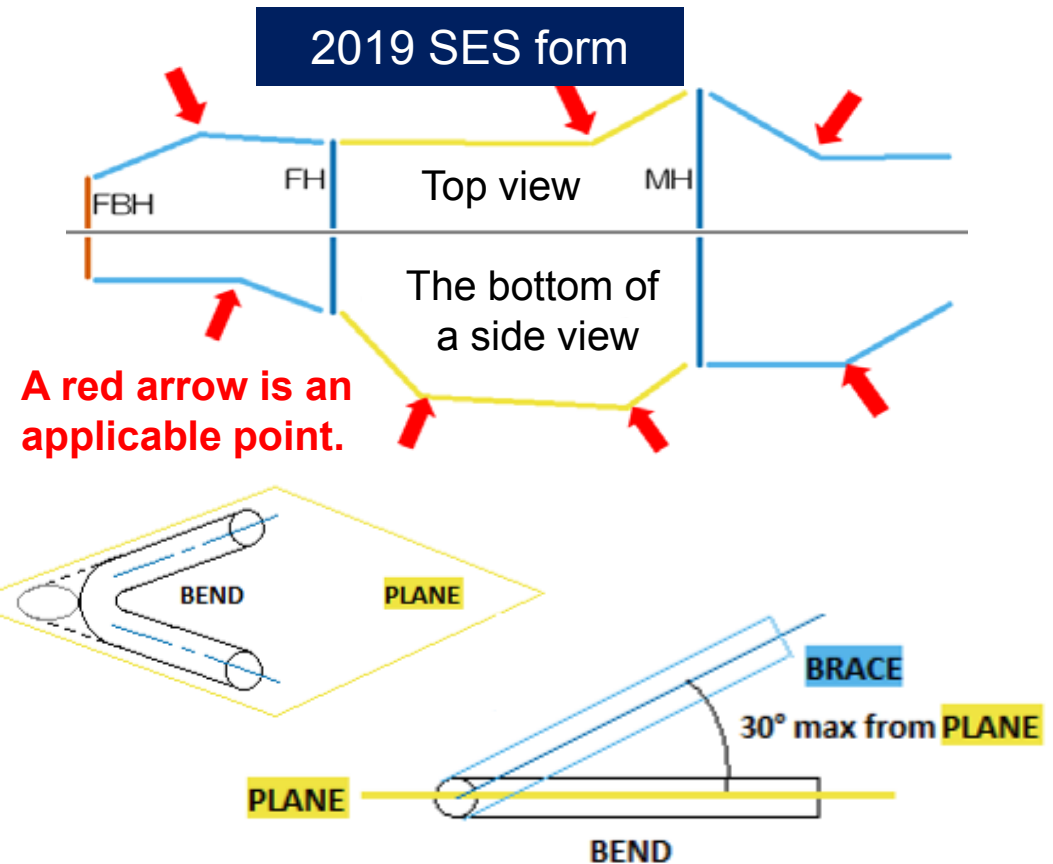 2019 SES form
FBH
FH
Top view
MH
The bottom of
a side view
A red arrow is an
applicable point.
BEND
PLANE
BRACE
30° max from PLANE
PLANE
BEND